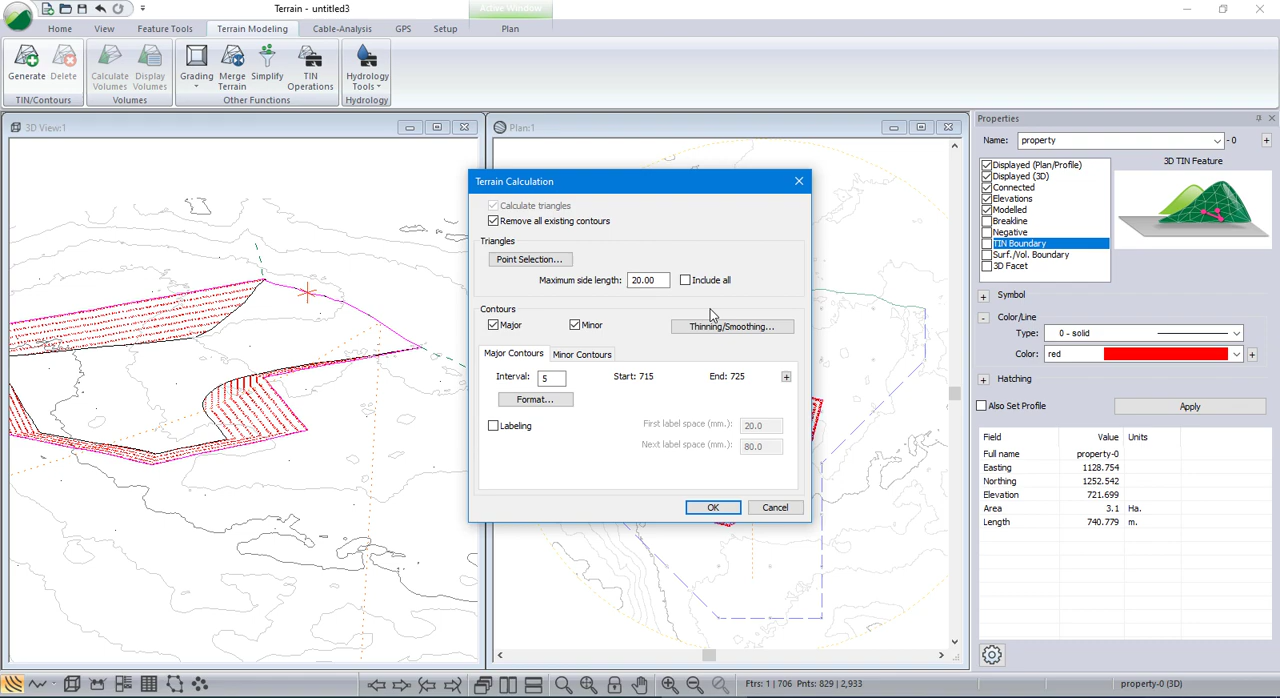 Terrain - untitled3
Active Window
Home View Feature Tools Terrain Modeling Cable-Analysis GPS Setup Plan
Generate Delete Calculate Volumes Display Volumes Grading Merge Terrain Simplify TIN Operations Hydrology Tools
TIN/Contours Volumes Other Functions Hydrology
3D View:1
Plan:1
Terrain Calculation
Calculate triangles
Remove all existing contours
Triangles
Point Selection...
Maximum side length: 20.00 Include all
Contours
Major Minor Thinning/Smoothing...
Major Contours Minor Contours
Interval: 5 Start: 715 End: 725 +
Format...
Labeling First label space (mm.): 20.0
Next label space (mm.): 80.0
OK Cancel
Properties
Name: property - 0 +
Displayed (Plan/Profile)
Displayed (3D)
Connected
Elevations
Modelled
Breakline
Negative
TIN Boundary
Surf./Vol. Boundary
3D Facet
3D TIN Feature
+ Symbol
- Color/Line
Type: 0 - solid
Color: red +
+ Hatching
Also Set Profile Apply
Field Value Units
Full name property-0
Easting 1128.754
Northing 1252.542
Elevation 721.699
Area 3.1 Ha.
Length 740.779 m.
Ftrs: 1 | 706 Pnts: 829 | 2,933 property-0 (3D)